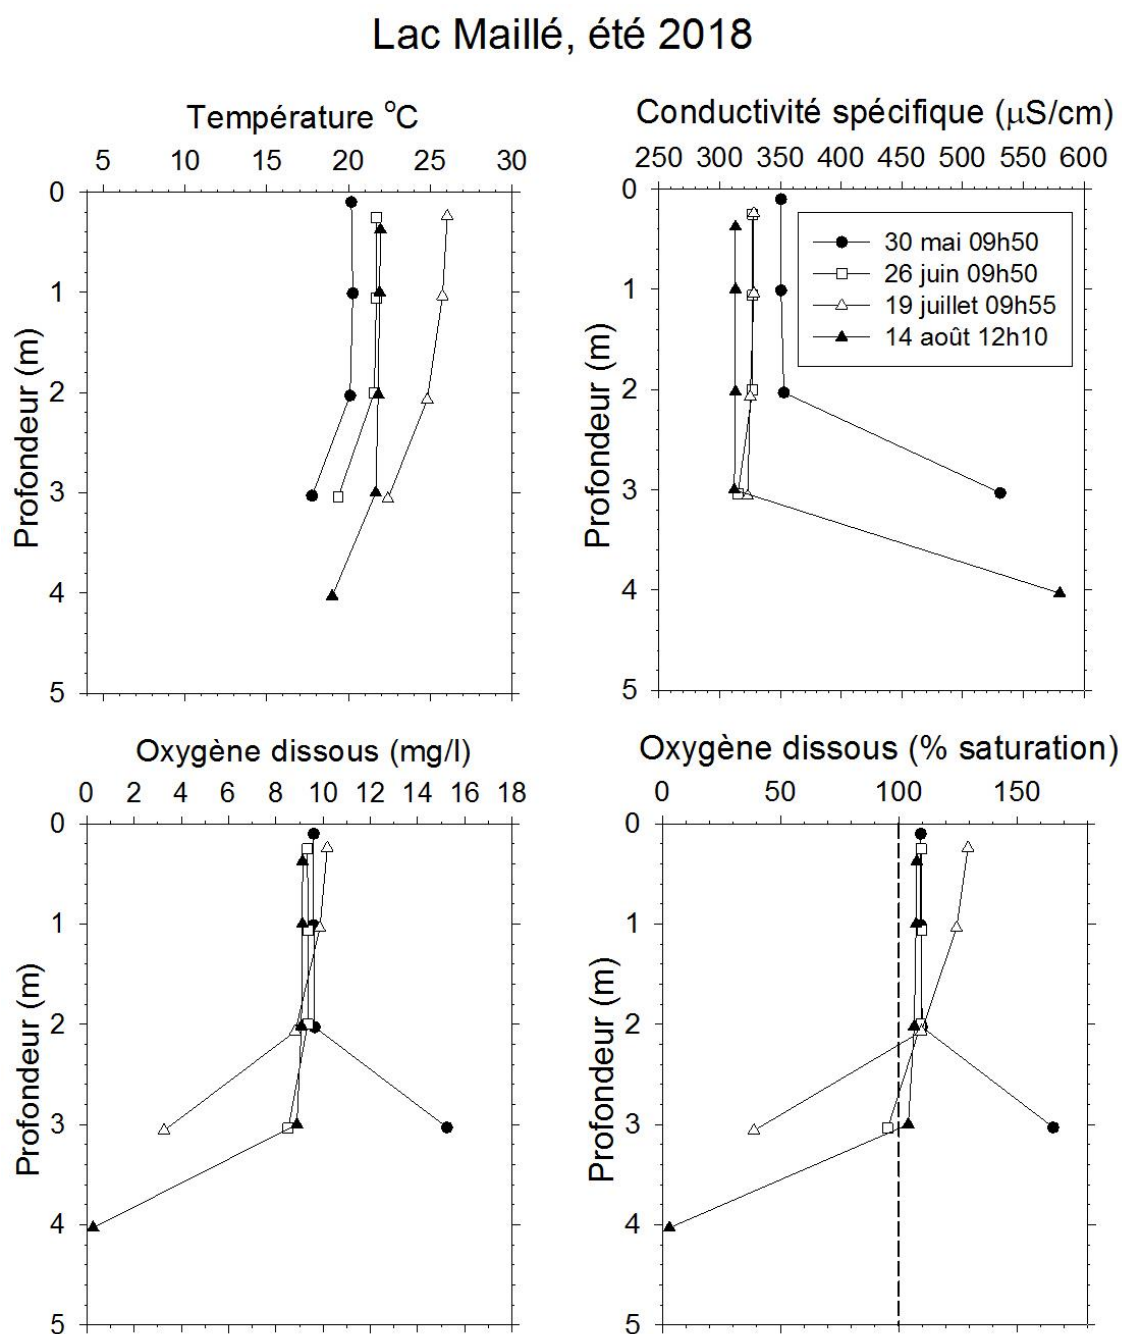 Lac Maillé, été 2018
Température °C
5 10 15 20 25 30
0
1
2
3
4
5
Profondeur (m)
Conductivité spécifique (µS/cm)
250 300 350 400 450 500 550 600
0
1
2
3
4
5
Profondeur (m)
30 mai 09h50
26 juin 09h50
19 juillet 09h55
14 août 12h10
Oxygène dissous (mg/l)
0 2 4 6 8 10 12 14 16 18
0
1
2
3
4
5
Profondeur (m)
Oxygène dissous (% saturation)
0 50 100 150
0
1
2
3
4
5
Profondeur (m)